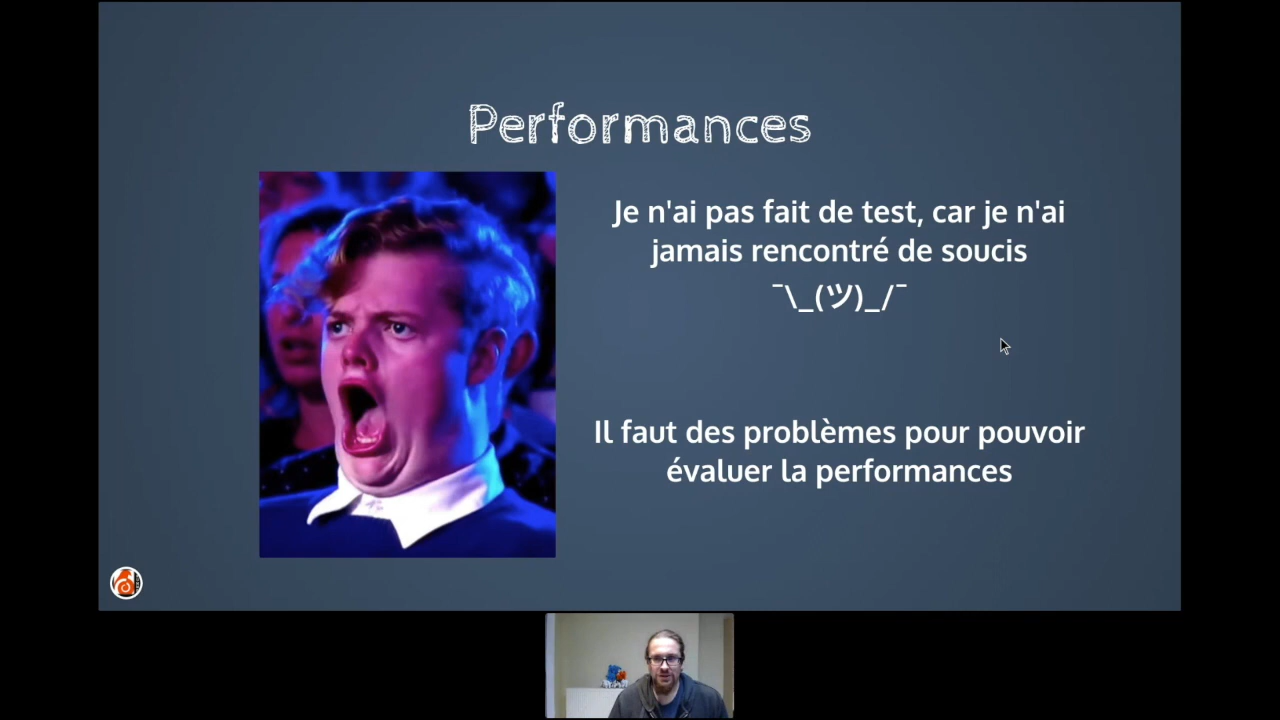 Performances
Je n'ai pas fait de test, car je n'ai
jamais rencontré de soucis
¯\_(ツ)_/¯
Il faut des problèmes pour pouvoir
évaluer la performances